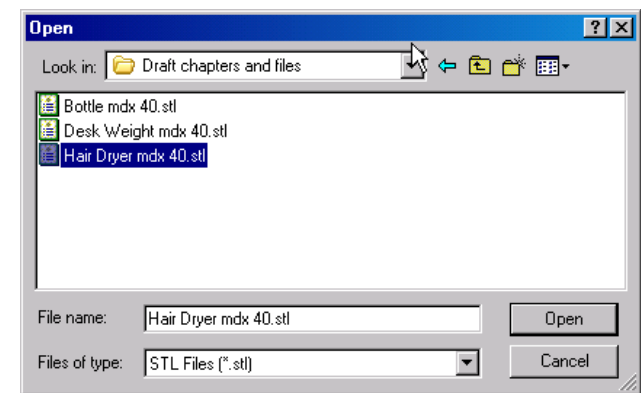 Open
Look in: Draft chapters and files
Bottle mdx 40.stl
Desk Weight mdx 40.stl
Hair Dryer mdx 40.stl
File name: Hair Dryer mdx 40.stl Open
Files of type: STL Files (*.stl) Cancel